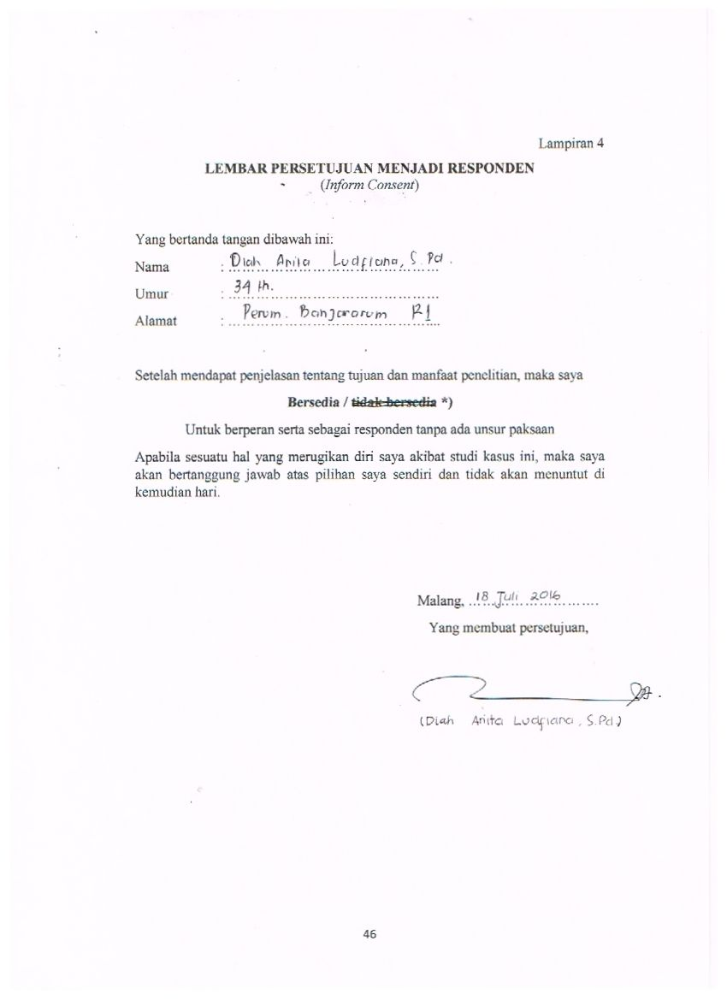 Lampiran 4
LEMBAR PERSETUJUAN MENJADI RESPONDEN
(Inform Consent)
Yang bertanda tangan dibawah ini:
Nama : Diah Anita Ludfiana, S.Pd.
Umur : 34 th.
Alamat : Perum. Banjararum R1
Setelah mendapat penjelasan tentang tujuan dan manfaat penelitian, maka saya
Bersedia / tidak bersedia *)
Untuk berperan serta sebagai responden tanpa ada unsur paksaan
Apabila sesuatu hal yang merugikan diri saya akibat studi kasus ini, maka saya
akan bertanggung jawab atas pilihan saya sendiri dan tidak akan menuntut di
kemudian hari.
Malang, 18 Juli 2016
Yang membuat persetujuan,
(Diah Anita Ludfiana, S.Pd.)
46